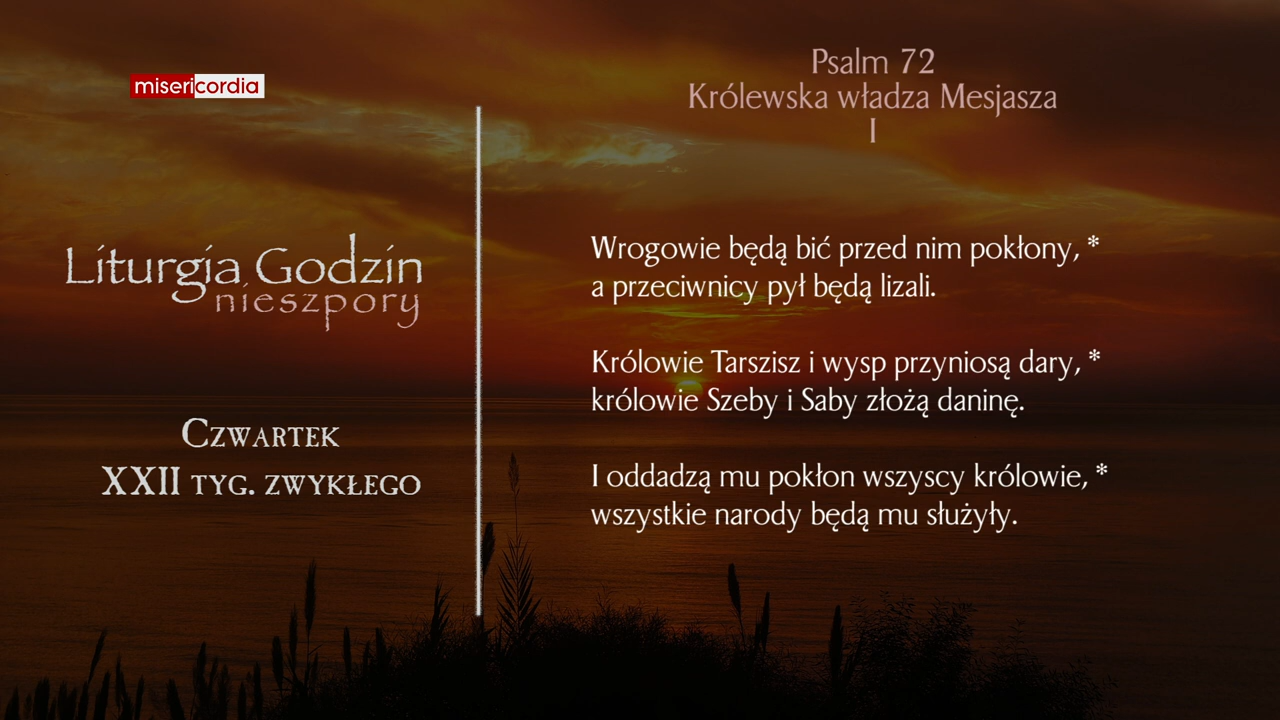 misericordia
Liturgia Godzin
nieszpory
Czwartek
XXII tyg. zwykłego
Psalm 72
Królewska władza Mesjasza
I
Wrogowie będą bić przed nim pokłony, *
a przeciwnicy pył będą lizali.
Królowie Tarszisz i wysp przyniosą dary, *
królowie Szeby i Saby złożą daninę.
I oddadzą mu pokłon wszyscy królowie, *
wszystkie narody będą mu służyły.